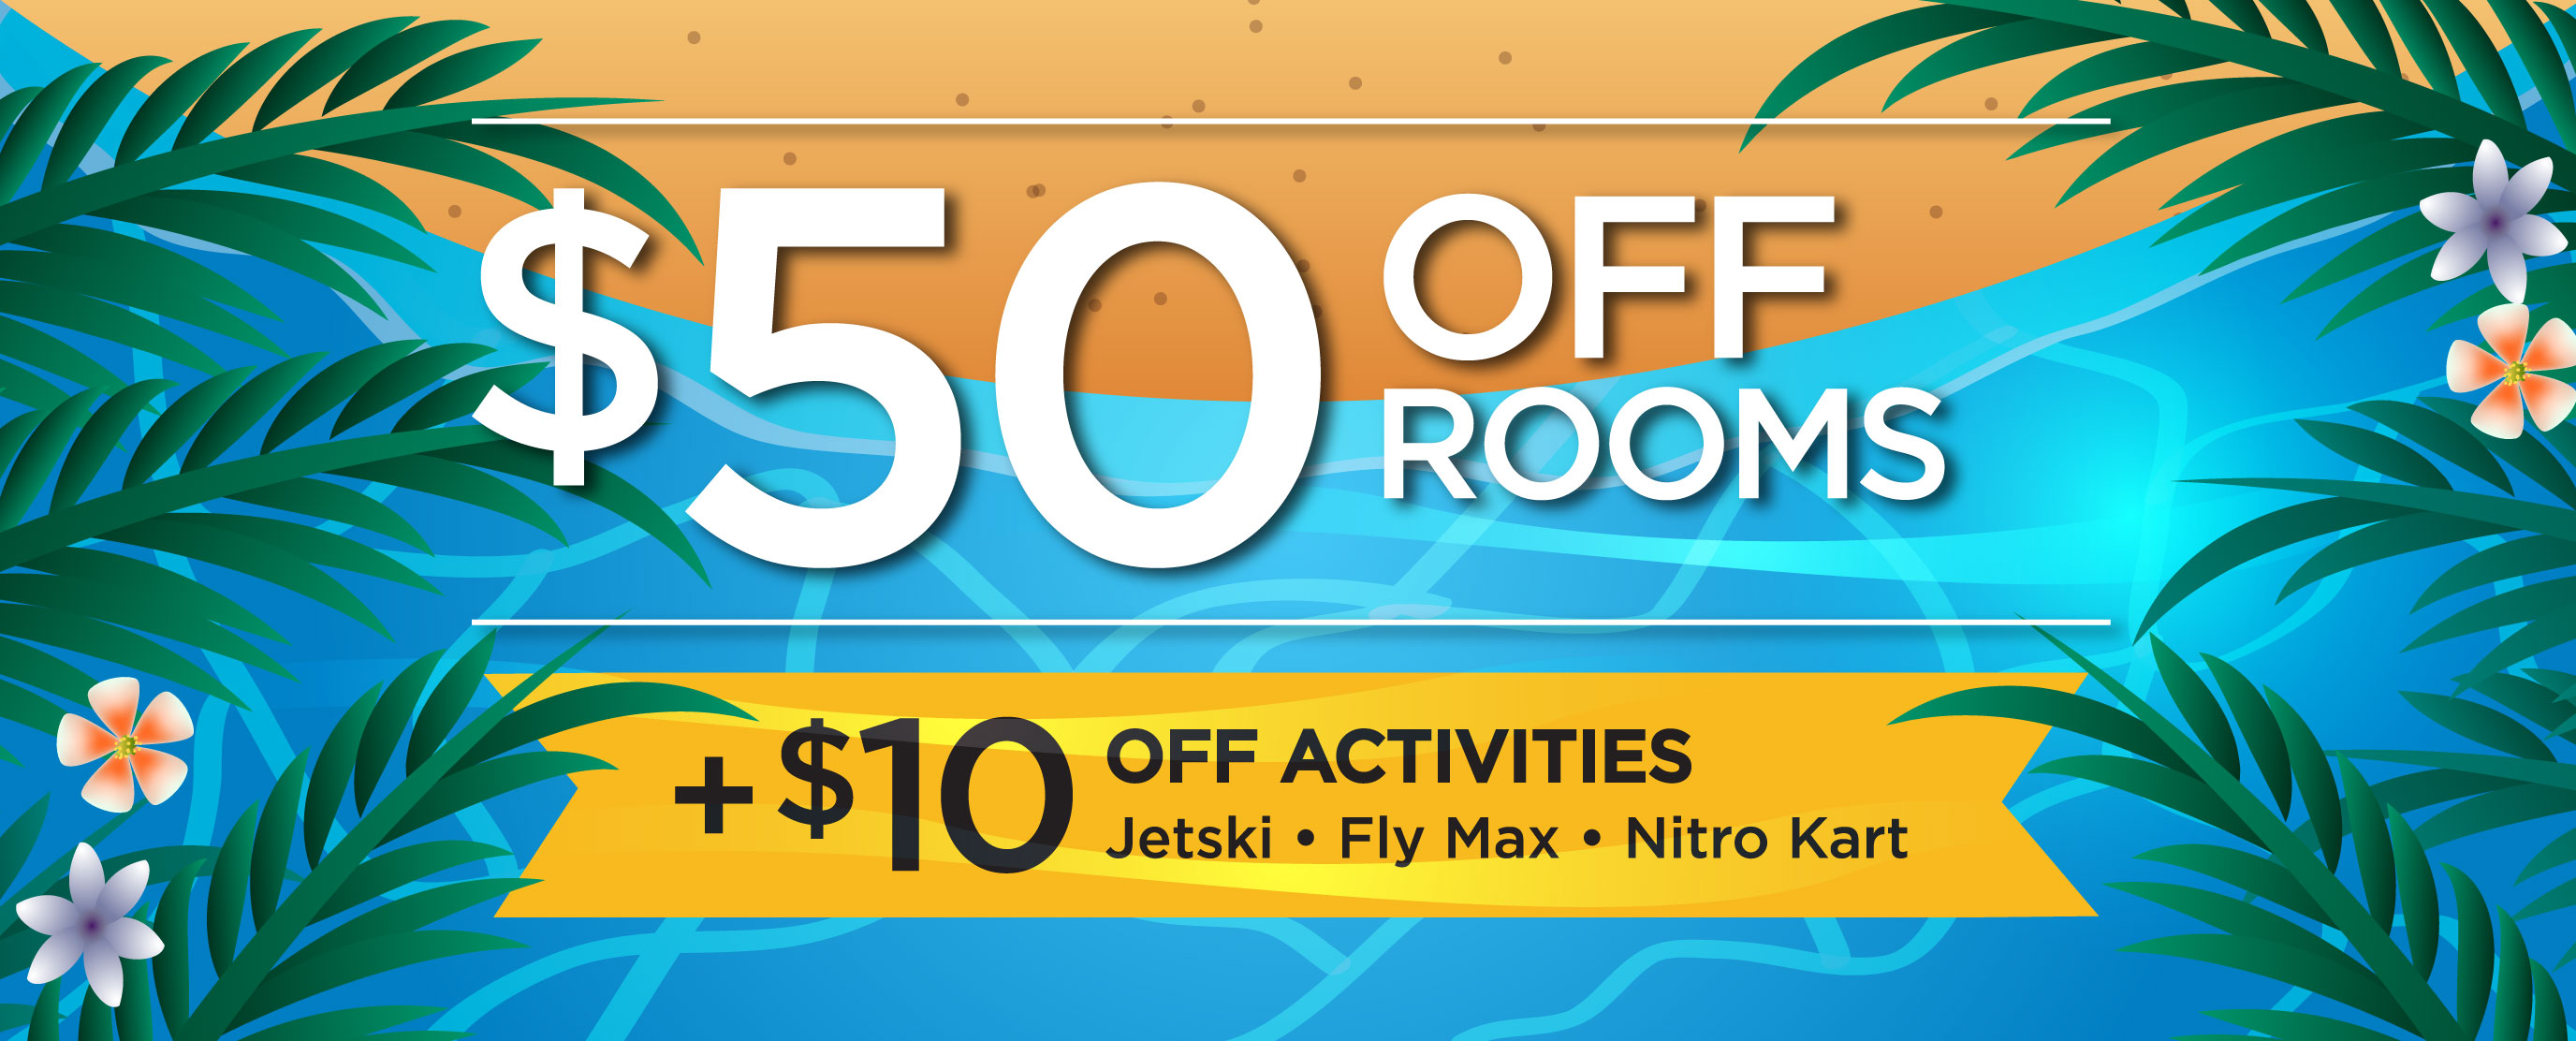 $50 OFF
ROOMS
+ $10 OFF ACTIVITIES
Jetski • Fly Max • Nitro Kart